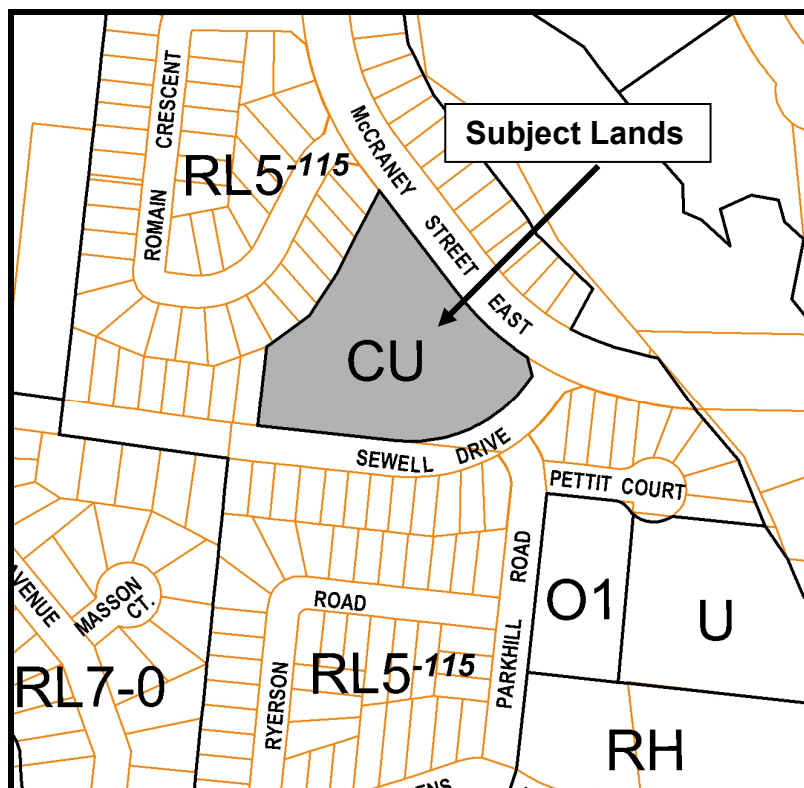 Subject Lands
McCRANEY STREET EAST
ROMAIN CRESCENT
RL5-115
CU
SEWELL DRIVE
PETTIT COURT
PARKHILL ROAD
O1
U
AVENUE
MASSON
CT.
ROAD
RYERSON
RL5-115
RL7-0
RH